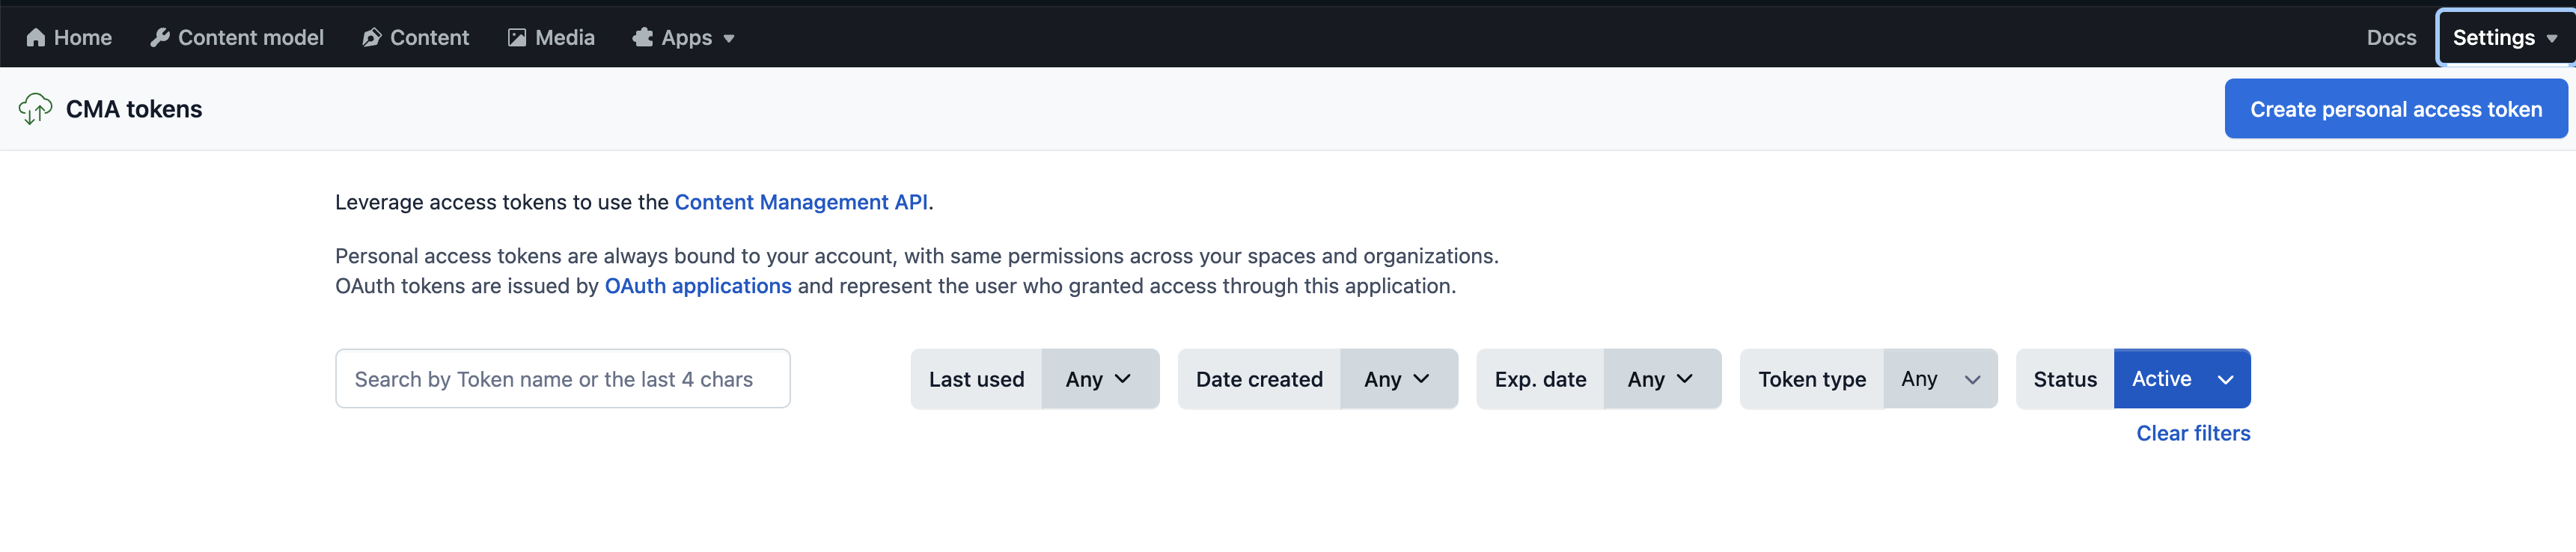 Home Content model Content Media Apps Docs Settings
CMA tokens Create personal access token
Leverage access tokens to use the Content Management API.
Personal access tokens are always bound to your account, with same permissions across your spaces and organizations.
OAuth tokens are issued by OAuth applications and represent the user who granted access through this application.
Search by Token name or the last 4 chars Last used Any Date created Any Exp. date Any Token type Any Status Active
Clear filters